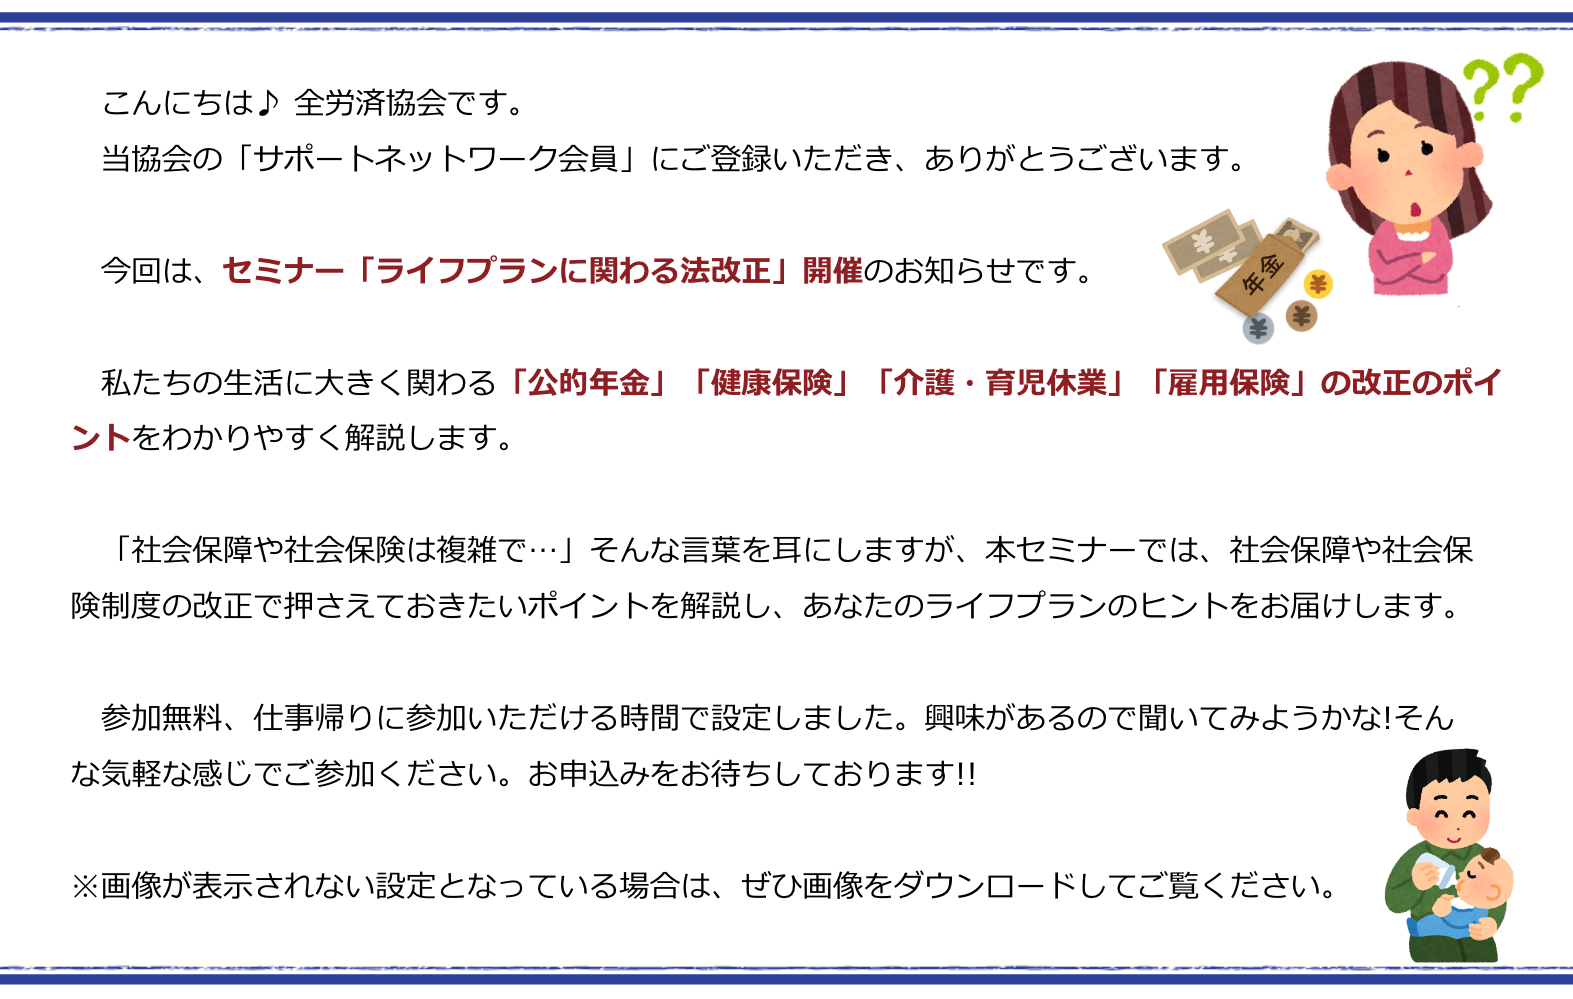 こんにちは♪ 全労済協会です。
当協会の「サポートネットワーク会員」にご登録いただき、ありがとうございます。
??
今回は、セミナー「ライフプランに関わる法改正」開催のお知らせです。
年金
¥
¥
¥
¥
¥
私たちの生活に大きく関わる「公的年金」「健康保険」「介護・育児休業」「雇用保険」の改正のポイ
ントをわかりやすく解説します。
「社会保障や社会保険は複雑で…」そんな言葉を耳にしますが、本セミナーでは、社会保障や社会保
険制度の改正で押さえておきたいポイントを解説し、あなたのライフプランのヒントをお届けします。
参加無料、仕事帰りに参加いただける時間で設定しました。興味があるので聞いてみようかな!そん
な気軽な感じでご参加ください。お申込みをお待ちしております!!
※画像が表示されない設定となっている場合は、ぜひ画像をダウンロードしてご覧ください。